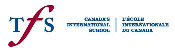 TfS
CANADA'S | L'ÉCOLE
INTERNATIONAL | INTERNATIONALE
SCHOOL | DU CANADA